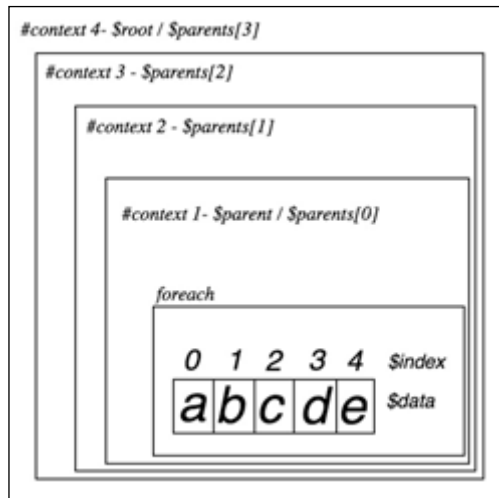 #context 4- $root / $parents[3]
#context 3 - $parents[2]
#context 2 - $parents[1]
#context 1- $parent / $parents[0]
foreach
0 1 2 3 4 $index
a b c d e $data